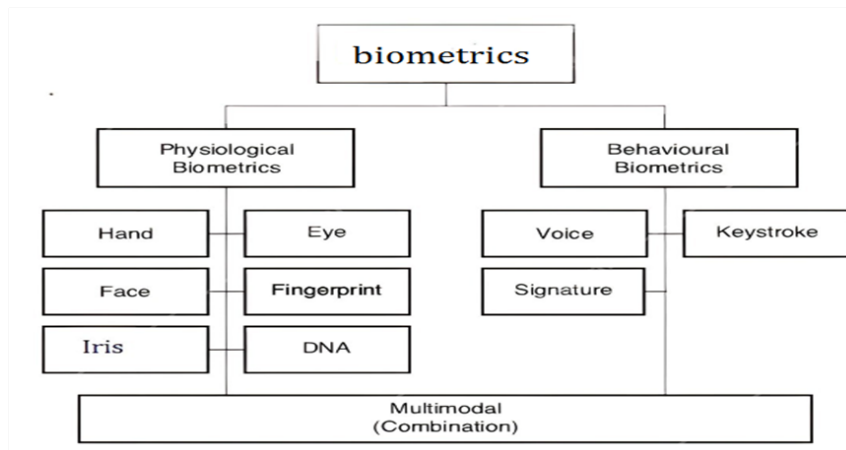 biometrics
Physiological
Biometrics
Behavioural
Biometrics
Hand
Eye
Voice
Keystroke
Face
Fingerprint
Signature
Iris
DNA
Multimodal
(Combination)